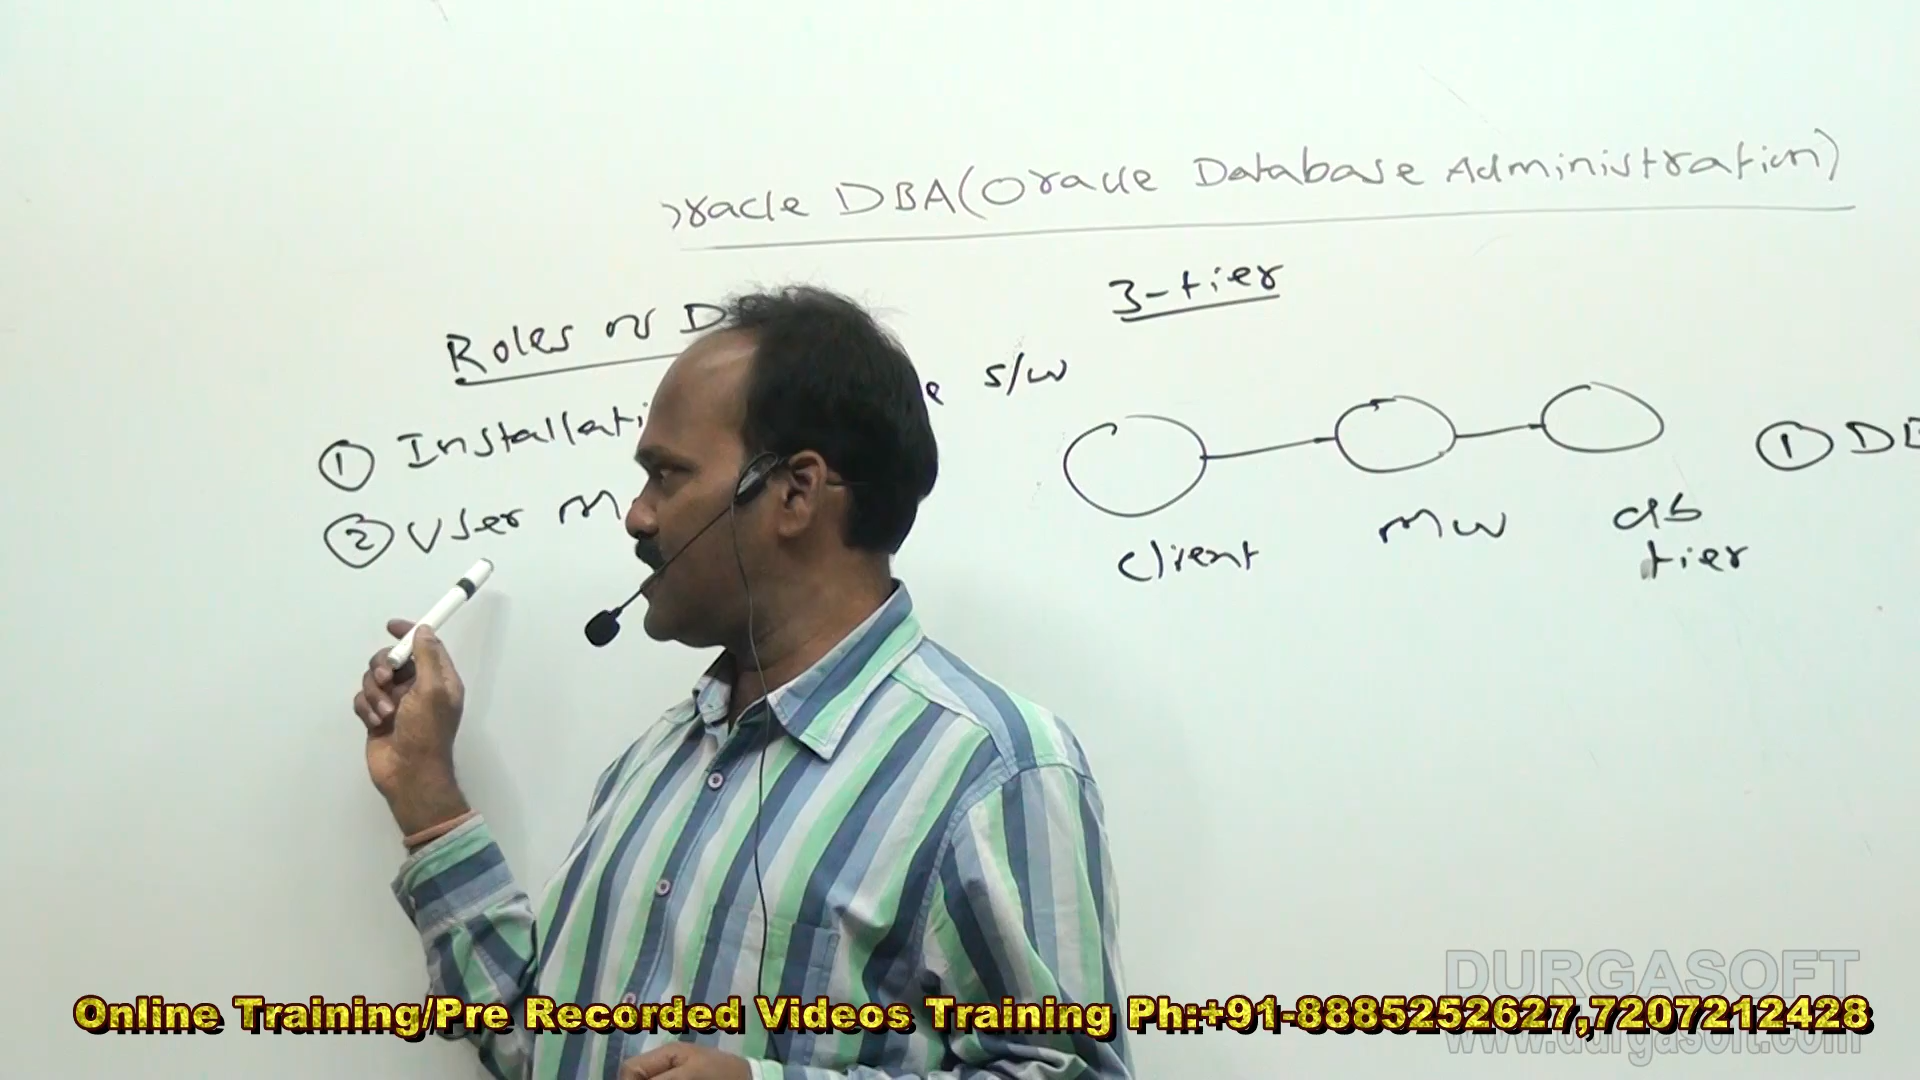 racle DBA(Oracle Database Administration)
Roles or
3-tier
s/w
① Installati
② User M
client
MW
db
tier
① DB
DURGASOFT
Online Training/Pre Recorded Videos Training Ph:+91-8885252627,7207212428
www.durgasoft.com